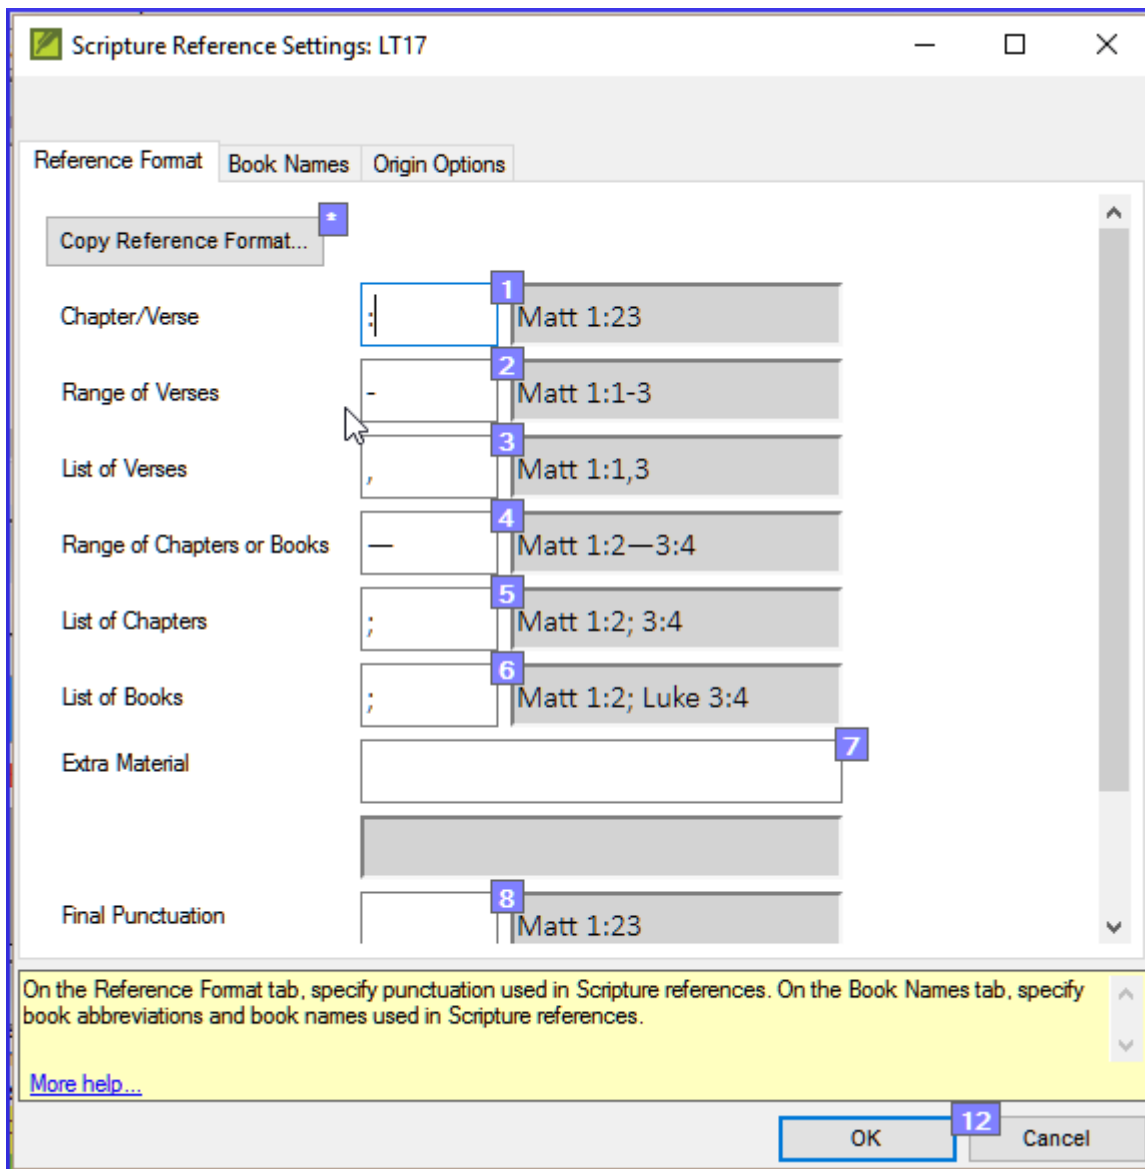 Scripture Reference Settings: LT17
Reference Format Book Names Origin Options
Copy Reference Format... *
Chapter/Verse : 1 Matt 1:23
Range of Verses - 2 Matt 1:1-3
List of Verses , 3 Matt 1:1,3
Range of Chapters or Books — 4 Matt 1:2—3:4
List of Chapters ; 5 Matt 1:2; 3:4
List of Books ; 6 Matt 1:2; Luke 3:4
Extra Material 7
Final Punctuation 8 Matt 1:23
On the Reference Format tab, specify punctuation used in Scripture references. On the Book Names tab, specify
book abbreviations and book names used in Scripture references.
More help...
OK 12 Cancel